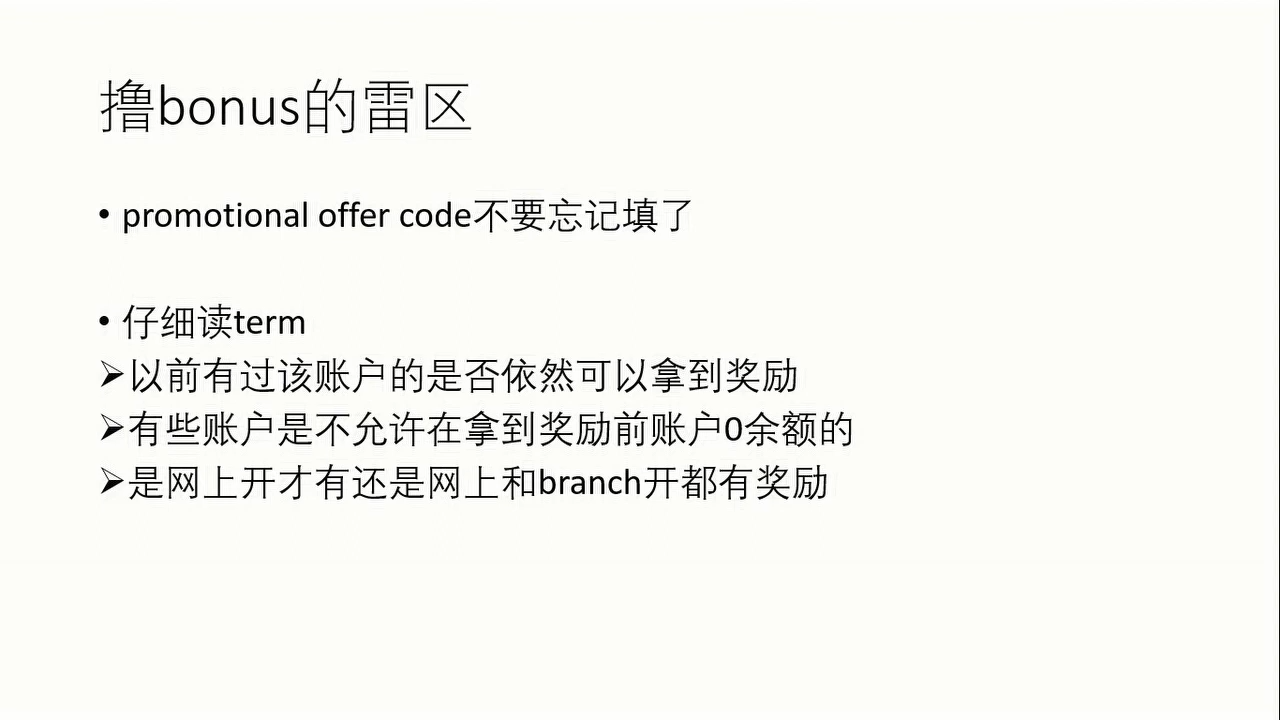 撸bonus的雷区
• promotional offer code不要忘记填了
• 仔细读term
➢以前有过该账户的是否依然可以拿到奖励
➢有些账户是不允许在拿到奖励前账户0余额的
➢是网上开才有还是网上和branch开都有奖励